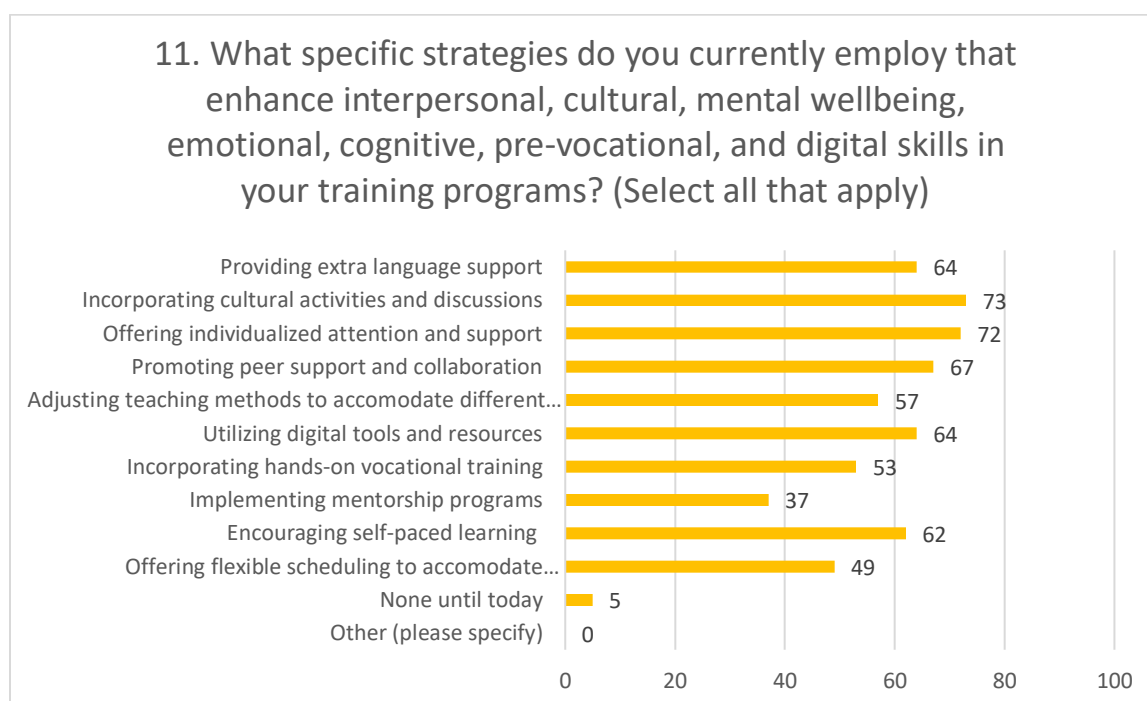 11. What specific strategies do you currently employ that
enhance interpersonal, cultural, mental wellbeing,
emotional, cognitive, pre-vocational, and digital skills in
your training programs? (Select all that apply)
Providing extra language support 64
Incorporating cultural activities and discussions 73
Offering individualized attention and support 72
Promoting peer support and collaboration 67
Adjusting teaching methods to accomodate different... 57
Utilizing digital tools and resources 64
Incorporating hands-on vocational training 53
Implementing mentorship programs 37
Encouraging self-paced learning 62
Offering flexible scheduling to accomodate... 49
None until today 5
Other (please specify) 0
0 20 40 60 80 100